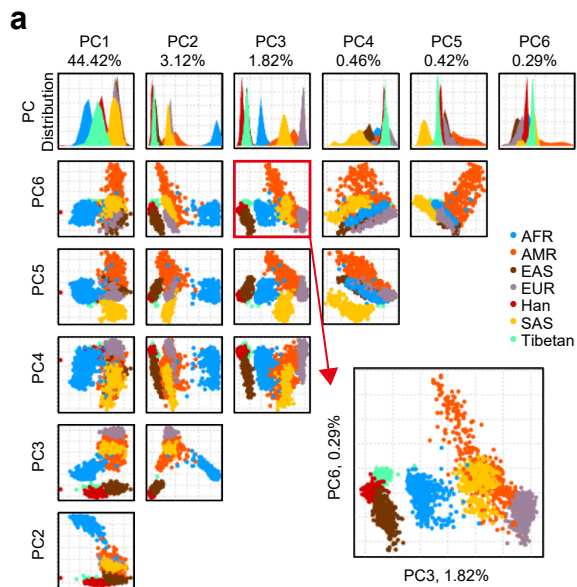 a
PC1 PC2 PC3 PC4 PC5 PC6
44.42% 3.12% 1.82% 0.46% 0.42% 0.29%
PC
Distribution
PC6
PC5
PC4
PC3
PC2
AFR
AMR
EAS
EUR
Han
SAS
Tibetan
PC6, 0.29%
PC3, 1.82%